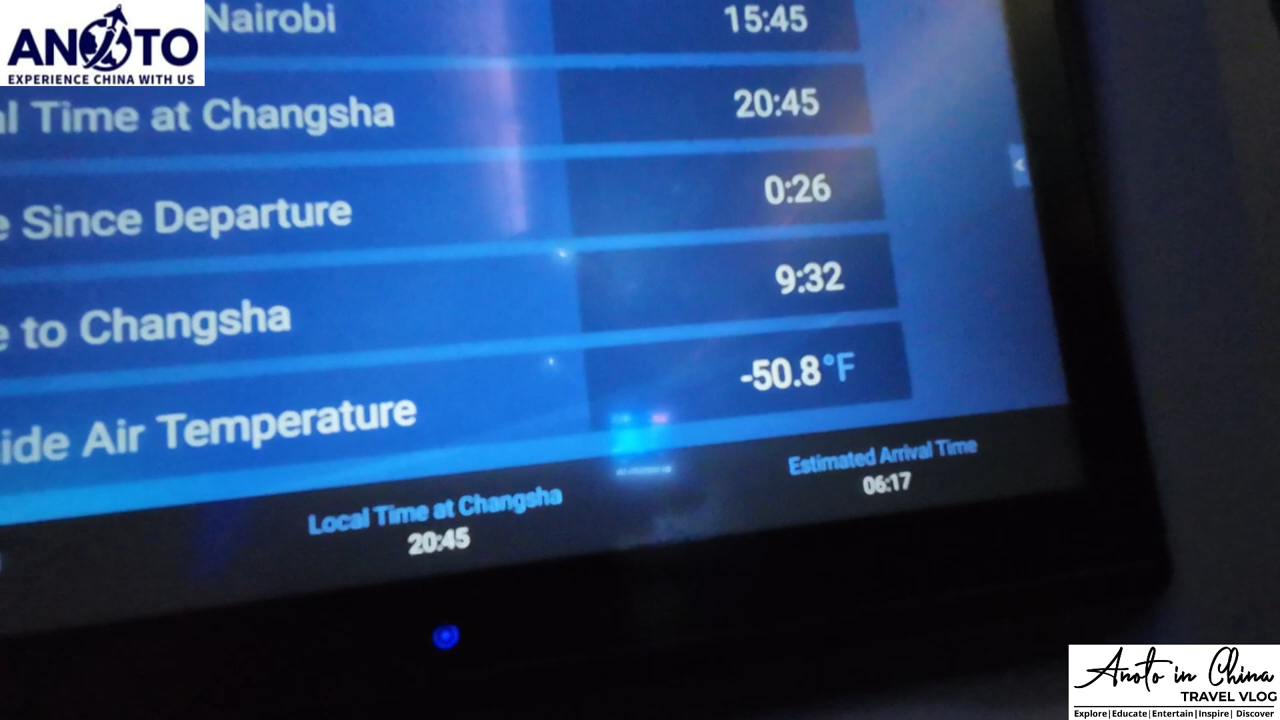 ANOTO
EXPERIENCE CHINA WITH US
Nairobi 15:45
al Time at Changsha 20:45
e Since Departure 0:26
e to Changsha 9:32
ide Air Temperature -50.8°F
Local Time at Changsha
20:45
Estimated Arrival Time
06:17
Anoto in China
TRAVEL VLOG
Explore|Educate|Entertain|Inspire| Discover